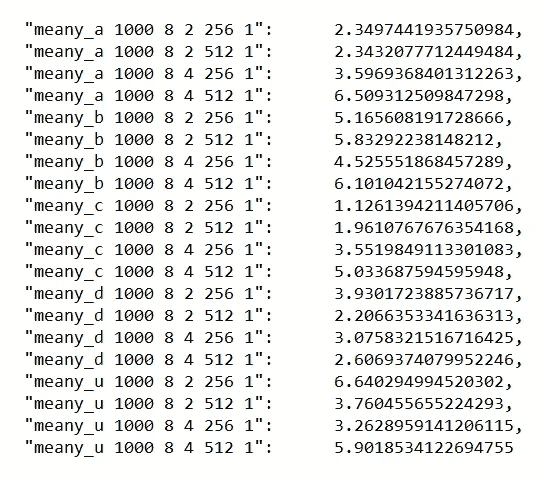 "meany_a 1000 8 2 256 1": 2.3497441935750984,
"meany_a 1000 8 2 512 1": 2.3432077712449484,
"meany_a 1000 8 4 256 1": 3.5969368401312263,
"meany_a 1000 8 4 512 1": 6.509312509847298,
"meany_b 1000 8 2 256 1": 5.165608191728666,
"meany_b 1000 8 2 512 1": 5.83292238148212,
"meany_b 1000 8 4 256 1": 4.525551868457289,
"meany_b 1000 8 4 512 1": 6.101042155274072,
"meany_c 1000 8 2 256 1": 1.1261394211405706,
"meany_c 1000 8 2 512 1": 1.9610767676354168,
"meany_c 1000 8 4 256 1": 3.5519849113301083,
"meany_c 1000 8 4 512 1": 5.033687594595948,
"meany_d 1000 8 2 256 1": 3.9301723885736717,
"meany_d 1000 8 2 512 1": 2.2066353341636313,
"meany_d 1000 8 4 256 1": 3.0758321516716425,
"meany_d 1000 8 4 512 1": 2.6069374079952246,
"meany_u 1000 8 2 256 1": 6.640294994520302,
"meany_u 1000 8 2 512 1": 3.760455655224293,
"meany_u 1000 8 4 256 1": 3.2628959141206115,
"meany_u 1000 8 4 512 1": 5.9018534122694755